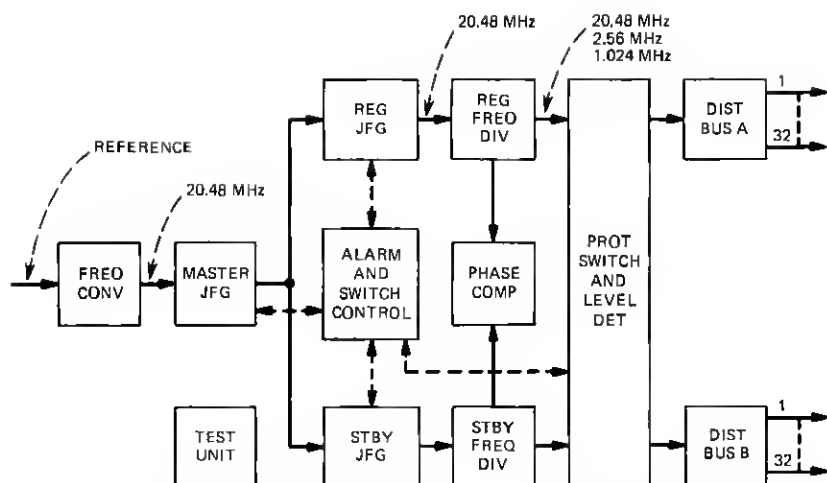 20.48 MHz
20.48 MHz
2.56 MHz
1.024 MHz
REG
JFG
REG
FREQ
DIV
DIST
BUS A
1
32
REFERENCE
20.48 MHz
FREQ
CONV
MASTER
JFG
ALARM
AND
SWITCH
CONTROL
PHASE
COMP
PROT
SWITCH
AND
LEVEL
DET
TEST
UNIT
STBY
JFG
STBY
FREQ
DIV
DIST
BUS B
1
32